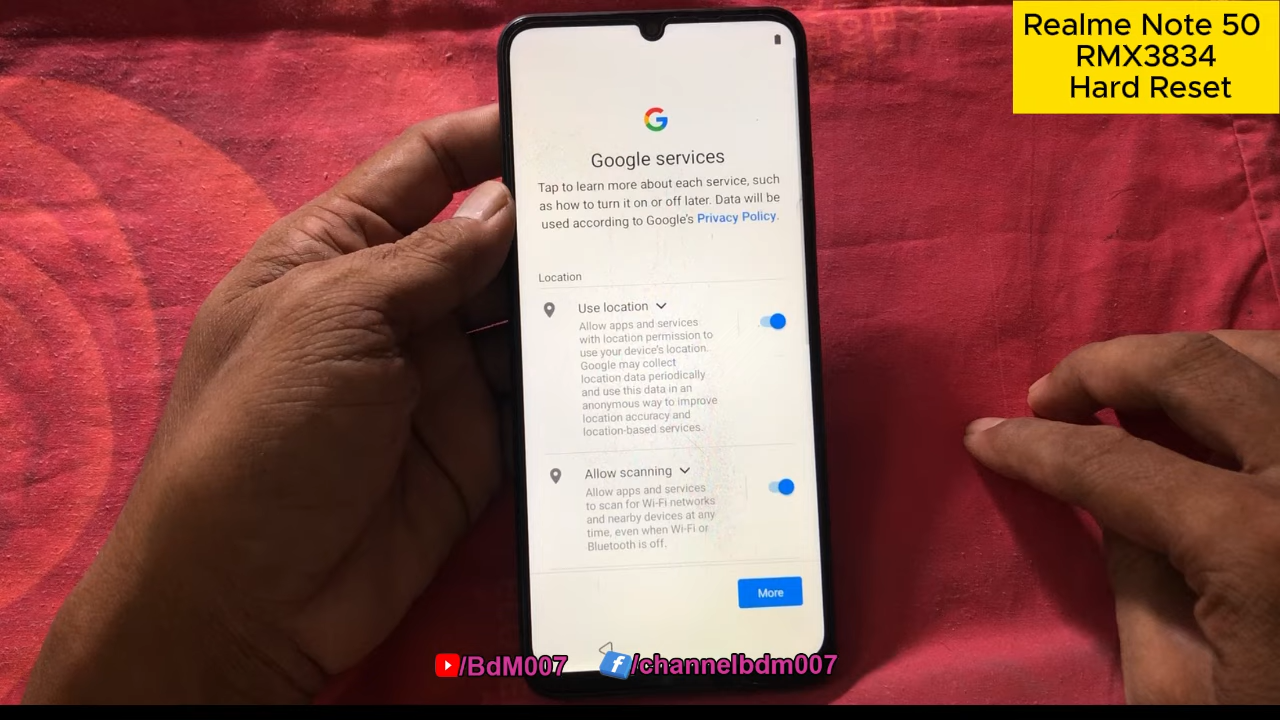 Realme Note 50
RMX3834
Hard Reset
Google services
Tap to learn more about each service, such
as how to turn it on or off later. Data will be
used according to Google's Privacy Policy.
Location
Use location
Allow apps and services
with location permission to
use your device's location.
Google may collect
location data periodically
and use this data in an
anonymous way to improve
location accuracy and
location-based services.
Allow scanning
Allow apps and services
to scan for Wi-Fi networks
and nearby devices at any
time, even when Wi-Fi or
Bluetooth is off.
More
/BdM007
/channelbdm007